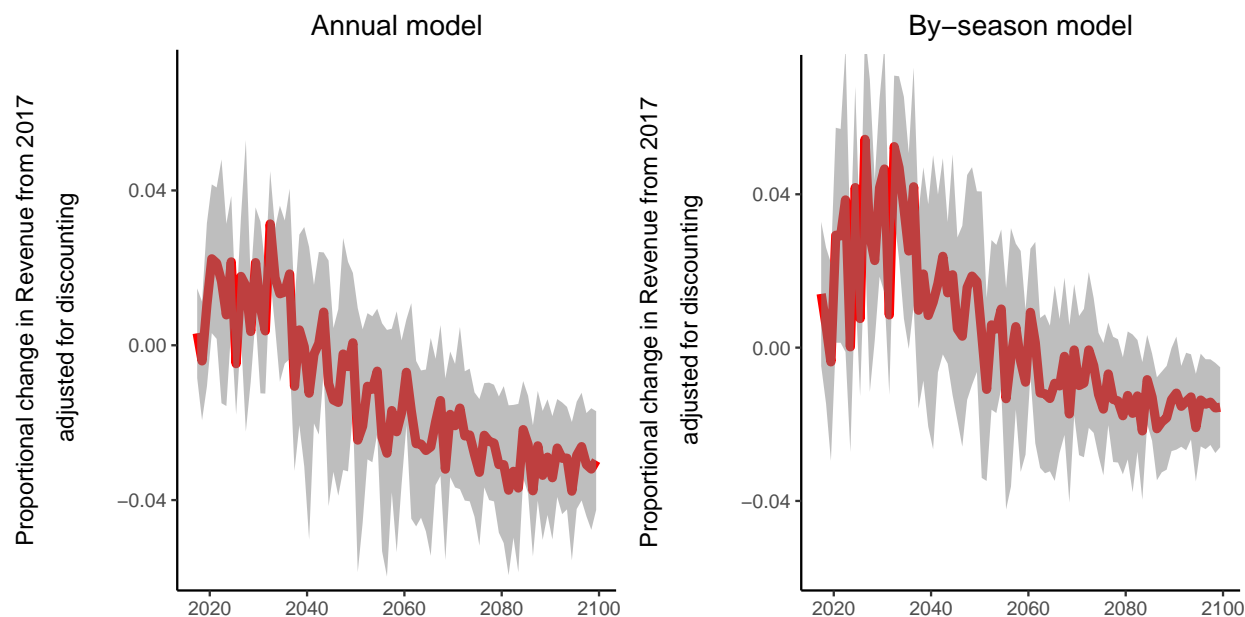 Annual model
Proportional change in Revenue from 2017
adjusted for discounting
0.04
0.00
−0.04
2020 2040 2060 2080 2100
By−season model
Proportional change in Revenue from 2017
adjusted for discounting
0.04
0.00
−0.04
2020 2040 2060 2080 2100